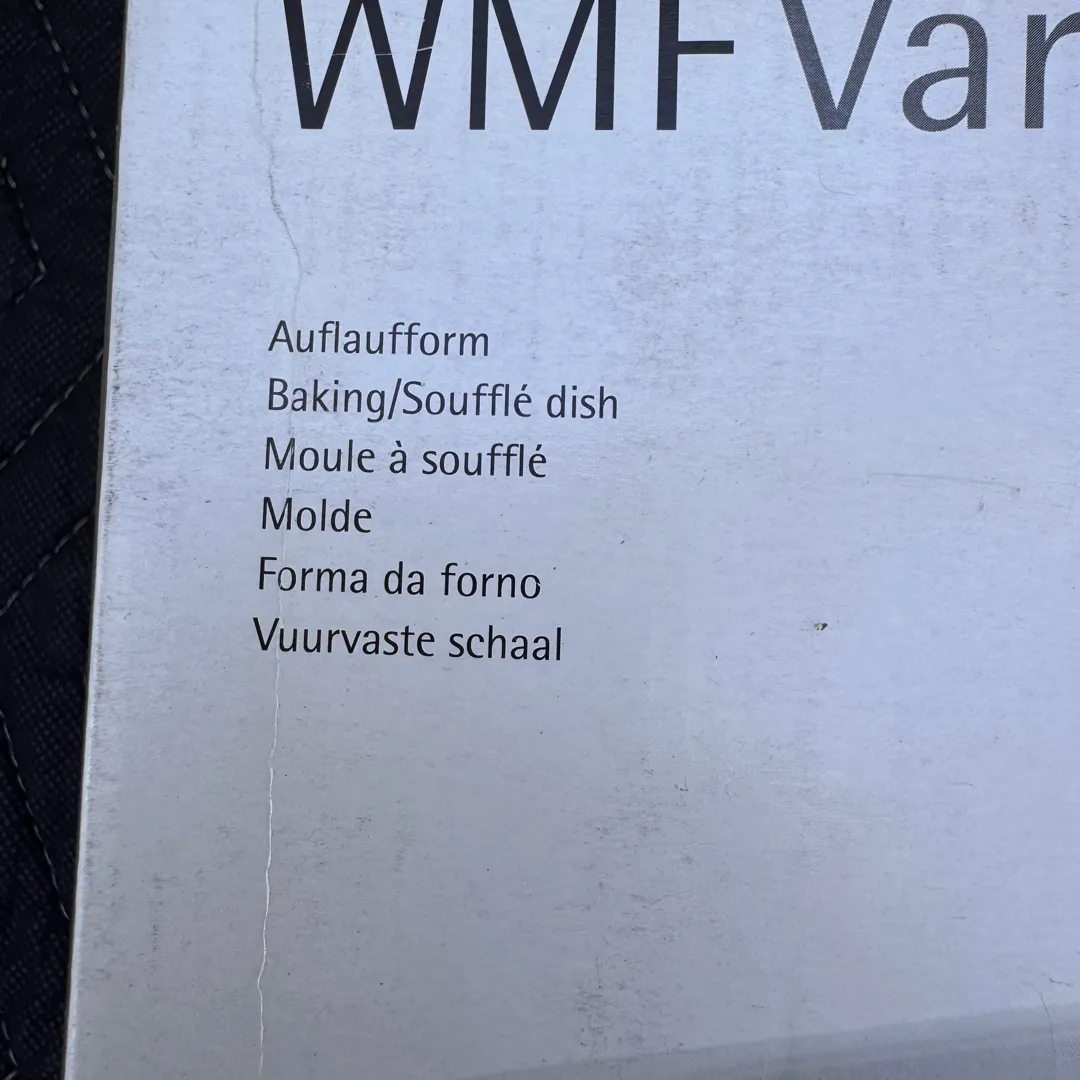 WMF Var
Auflaufform
Baking/Soufflé dish
Moule à soufflé
Molde
Forma da forno
Vuurvaste schaal